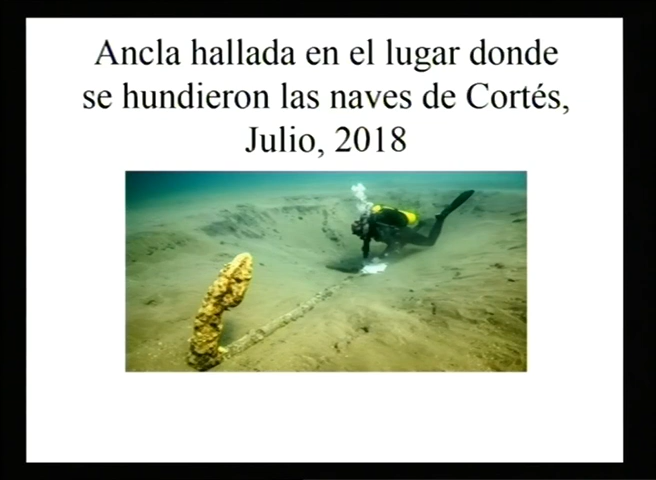 Ancla hallada en el lugar donde
se hundieron las naves de Cortés,
Julio, 2018